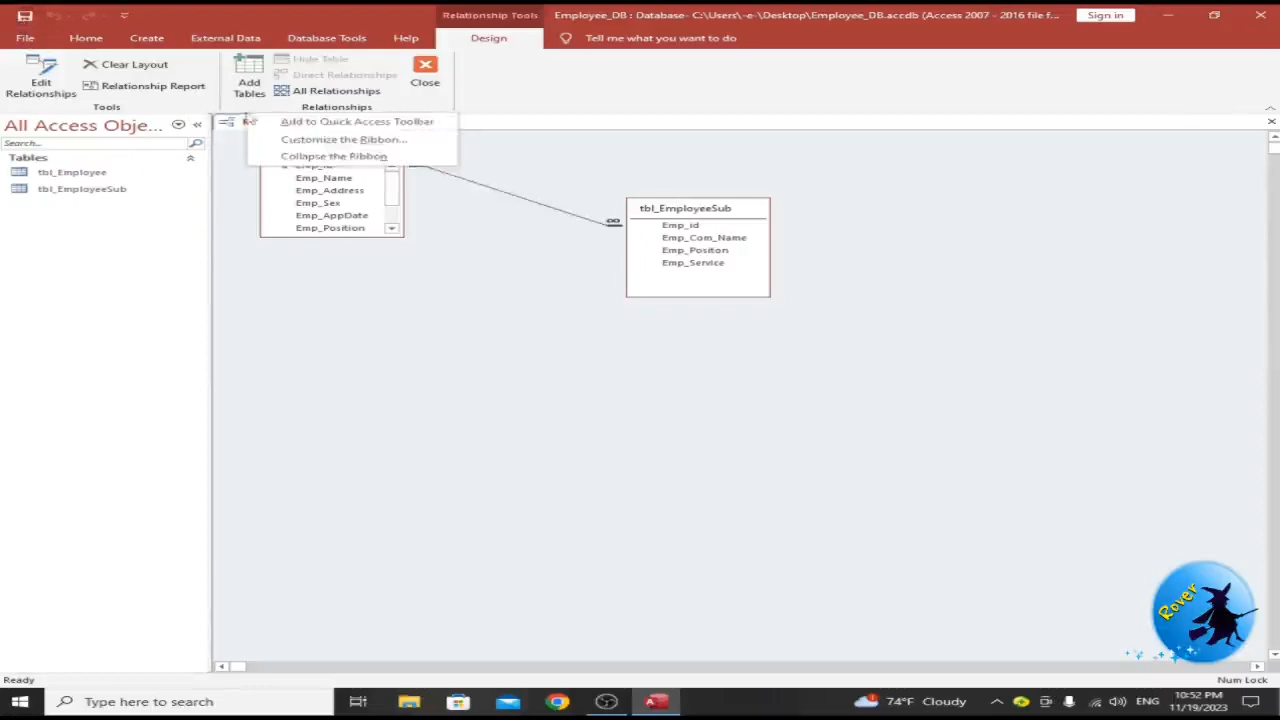 Relationship Tools
Employee_DB : Database- C:\Users\-e-\Desktop\Employee_DB.accdb (Access 2007 - 2016 file f...
Sign in
File
Home
Create
External Data
Database Tools
Help
Design
Tell me what you want to do
Edit Relationships
Clear Layout
Relationship Report
Tools
Add Tables
Hide Table
Direct Relationships
All Relationships
Relationships
Close
All Access Obje...
Search...
Tables
tbl_Employee
tbl_EmployeeSub
Add to Quick Access Toolbar
Customize the Ribbon...
Collapse the Ribbon
Emp_Name
Emp_Address
Emp_Sex
Emp_AppDate
Emp_Position
tbl_EmployeeSub
Emp_id
Emp_Com_Name
Emp_Positon
Emp_Service
Rover
Ready
Num Lock
Type here to search
74°F Cloudy
ENG
10:52 PM
11/19/2023